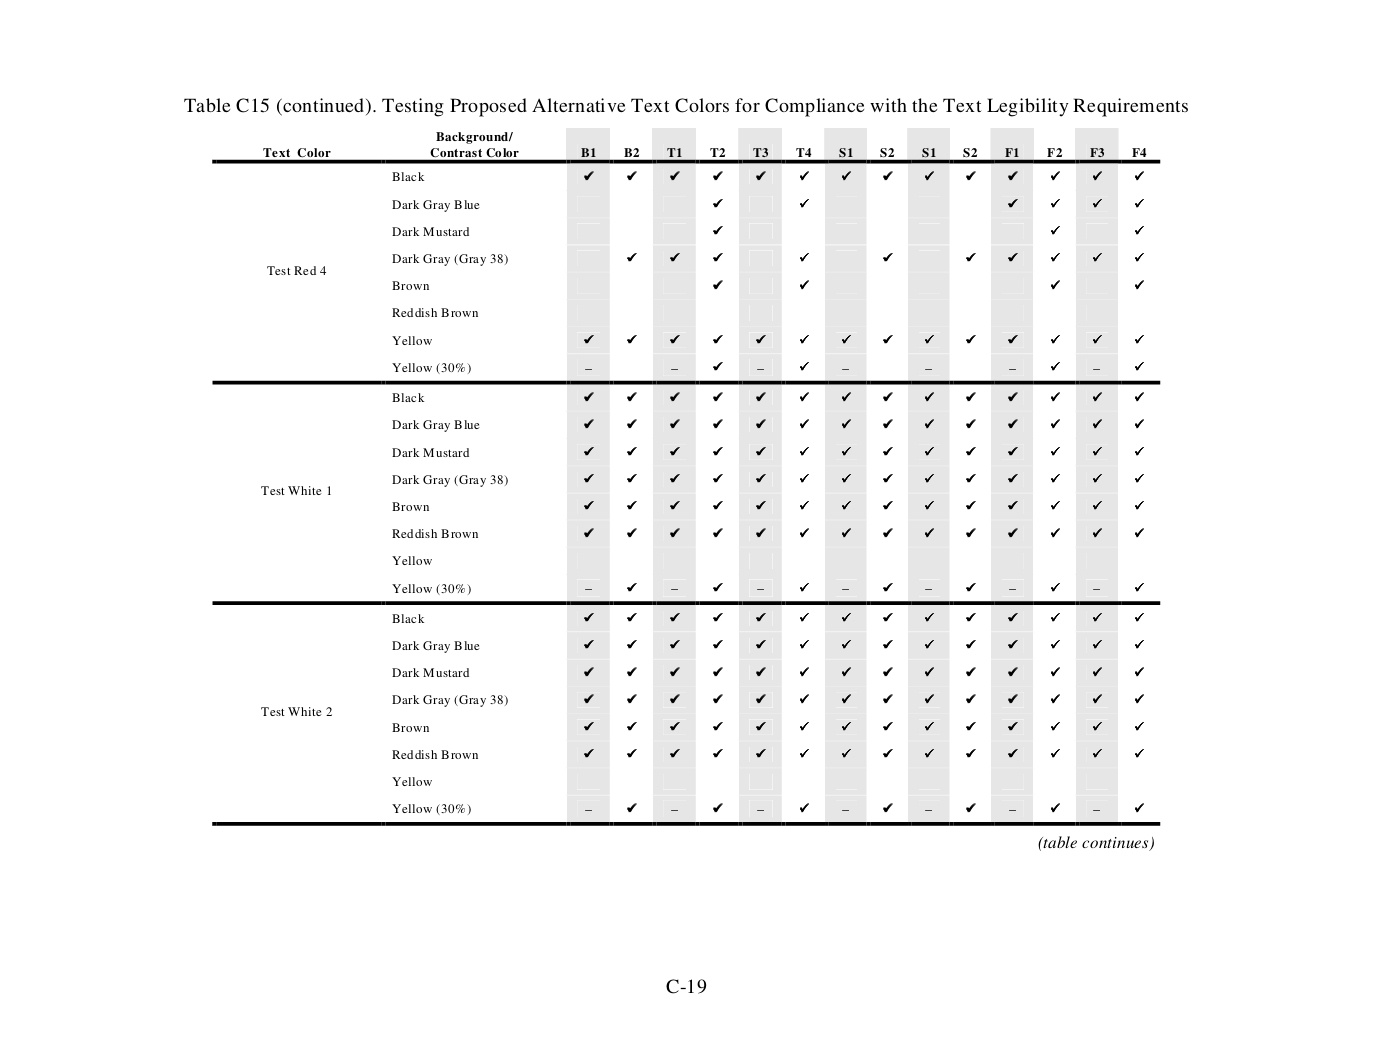 Table C15 (continued). Testing Proposed Alternative Text Colors for Compliance with the Text Legibility Requirements
Text Color Background/
Contrast Color B1 B2 T1 T2 T3 T4 S1 S2 S1 S2 F1 F2 F3 F4
Black ✔ ✔ ✔ ✔ ✔ ✔ ✔ ✔ ✔ ✔ ✔ ✔ ✔ ✔
Dark Gray Blue ✔ ✔ ✔ ✔ ✔ ✔
Dark Mustard ✔ ✔ ✔
Dark Gray (Gray 38) ✔ ✔ ✔ ✔ ✔ ✔ ✔ ✔ ✔ ✔
Test Red 4
Brown ✔ ✔ ✔ ✔
Reddish Brown
Yellow ✔ ✔ ✔ ✔ ✔ ✔ ✔ ✔ ✔ ✔ ✔ ✔ ✔ ✔
Yellow (30%) – – ✔ – ✔ – – – ✔ – ✔
Black ✔ ✔ ✔ ✔ ✔ ✔ ✔ ✔ ✔ ✔ ✔ ✔ ✔ ✔
Dark Gray Blue ✔ ✔ ✔ ✔ ✔ ✔ ✔ ✔ ✔ ✔ ✔ ✔ ✔ ✔
Dark Mustard ✔ ✔ ✔ ✔ ✔ ✔ ✔ ✔ ✔ ✔ ✔ ✔ ✔ ✔
Dark Gray (Gray 38) ✔ ✔ ✔ ✔ ✔ ✔ ✔ ✔ ✔ ✔ ✔ ✔ ✔ ✔
Test White 1
Brown ✔ ✔ ✔ ✔ ✔ ✔ ✔ ✔ ✔ ✔ ✔ ✔ ✔ ✔
Reddish Brown ✔ ✔ ✔ ✔ ✔ ✔ ✔ ✔ ✔ ✔ ✔ ✔ ✔ ✔
Yellow
Yellow (30%) – ✔ – ✔ – ✔ – ✔ – ✔ – ✔ – ✔
Black ✔ ✔ ✔ ✔ ✔ ✔ ✔ ✔ ✔ ✔ ✔ ✔ ✔ ✔
Dark Gray Blue ✔ ✔ ✔ ✔ ✔ ✔ ✔ ✔ ✔ ✔ ✔ ✔ ✔ ✔
Dark Mustard ✔ ✔ ✔ ✔ ✔ ✔ ✔ ✔ ✔ ✔ ✔ ✔ ✔ ✔
Dark Gray (Gray 38) ✔ ✔ ✔ ✔ ✔ ✔ ✔ ✔ ✔ ✔ ✔ ✔ ✔ ✔
Test White 2
Brown ✔ ✔ ✔ ✔ ✔ ✔ ✔ ✔ ✔ ✔ ✔ ✔ ✔ ✔
Reddish Brown ✔ ✔ ✔ ✔ ✔ ✔ ✔ ✔ ✔ ✔ ✔ ✔ ✔ ✔
Yellow
Yellow (30%) – ✔ – ✔ – ✔ – ✔ – ✔ – ✔ – ✔
(table continues)
C-19